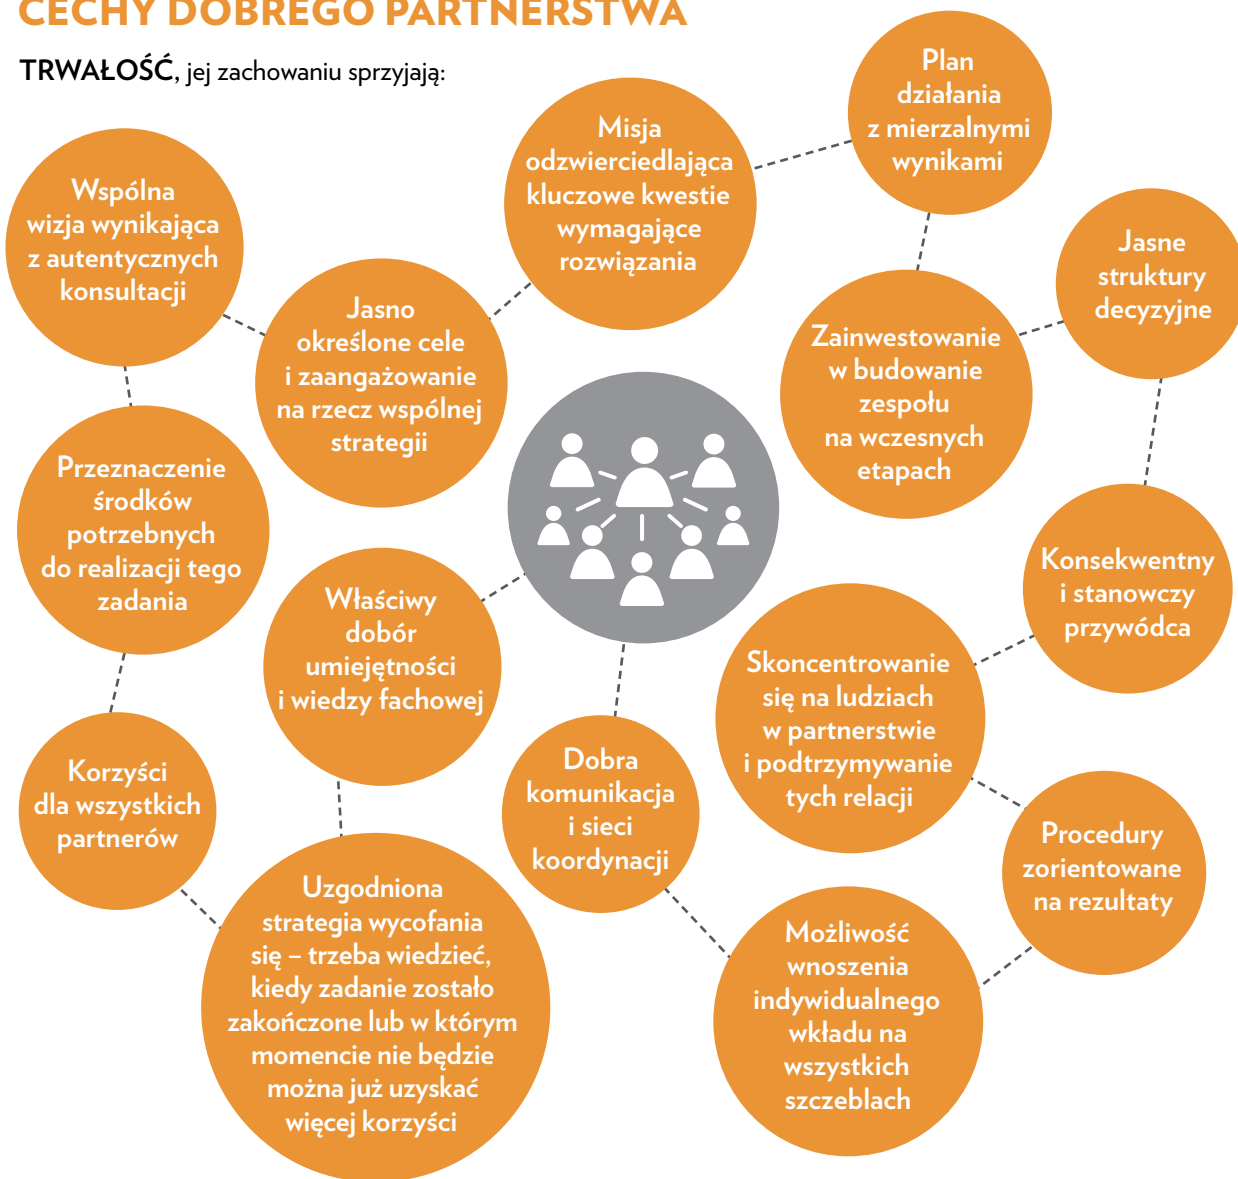 CECHY DOBREGO PARTNERSTWA
TRWAŁOŚĆ, jej zachowaniu sprzyjają:
Plan
działania
z mierzalnymi
wynikami
Misja
odzwierciedlająca
kluczowe kwestie
wymagające
rozwiązania
Wspólna
wizja wynikająca
z autentycznych
konsultacji
Jasne
struktury
decyzyjne
Jasno
określone cele
i zaangażowanie
na rzecz wspólnej
strategii
Zainwestowanie
w budowanie
zespołu
na wczesnych
etapach
Przeznaczenie
środków
potrzebnych
do realizacji tego
zadania
Konsekwentny
i stanowczy
przywódca
Właściwy
dobór
umiejętności
i wiedzy fachowej
Skoncentrowanie
się na ludziach
w partnerstwie
i podtrzymywanie
tych relacji
Korzyści
dla wszystkich
partnerów
Dobra
komunikacja
i sieci
koordynacji
Procedury
zorientowane
na rezultaty
Uzgodniona
strategia wycofania
się – trzeba wiedzieć,
kiedy zadanie zostało
zakończone lub w którym
momencie nie będzie
można już uzyskać
więcej korzyści
Możliwość
wnoszenia
indywidualnego
wkładu na
wszystkich
szczeblach